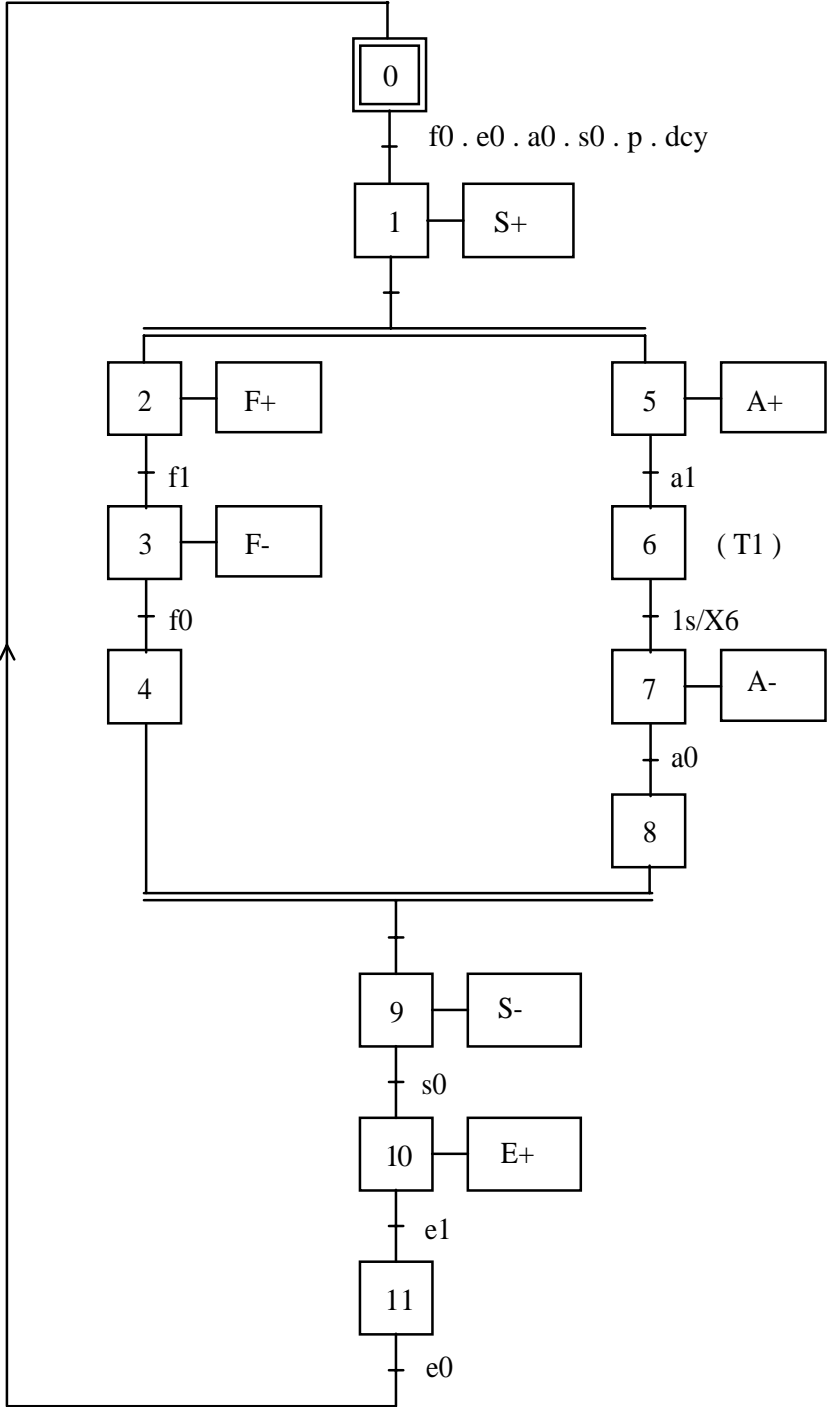 0
f0 . e0 . a0 . s0 . p . dcy
1 S+
2 F+ 5 A+
f1 a1
3 F- 6 ( T1 )
f0 1s/X6
4 7 A-
a0
8
9 S-
s0
10 E+
e1
11
e0